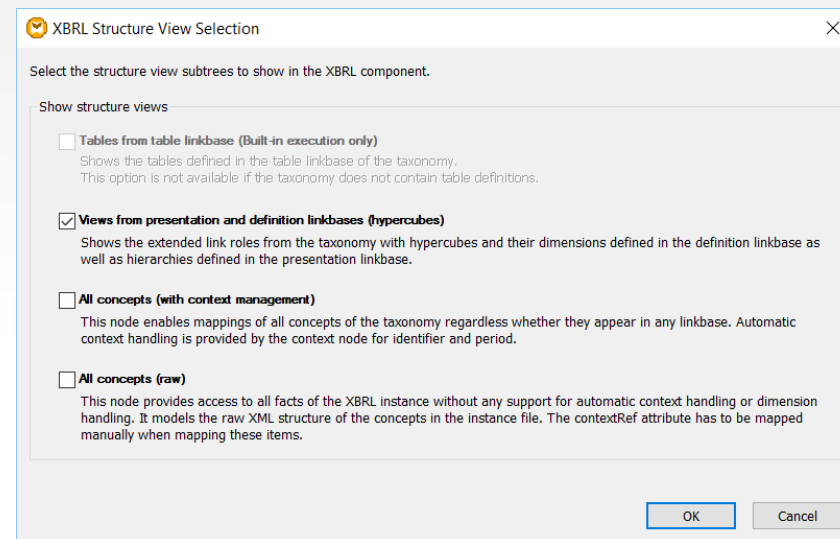 XBRL Structure View Selection
Select the structure view subtrees to show in the XBRL component.
Show structure views
Tables from table linkbase (Built-in execution only)
Shows the tables defined in the table linkbase of the taxonomy.
This option is not available if the taxonomy does not contain table definitions.
Views from presentation and definition linkbases (hypercubes)
Shows the extended link roles from the taxonomy with hypercubes and their dimensions defined in the definition linkbase as
well as hierarchies defined in the presentation linkbase.
All concepts (with context management)
This node enables mappings of all concepts of the taxonomy regardless whether they appear in any linkbase. Automatic
context handling is provided by the context node for identifier and period.
All concepts (raw)
This node provides access to all facts of the XBRL instance without any support for automatic context handling or dimension
handling. It models the raw XML structure of the concepts in the instance file. The contextRef attribute has to be mapped
manually when mapping these items.
OK Cancel